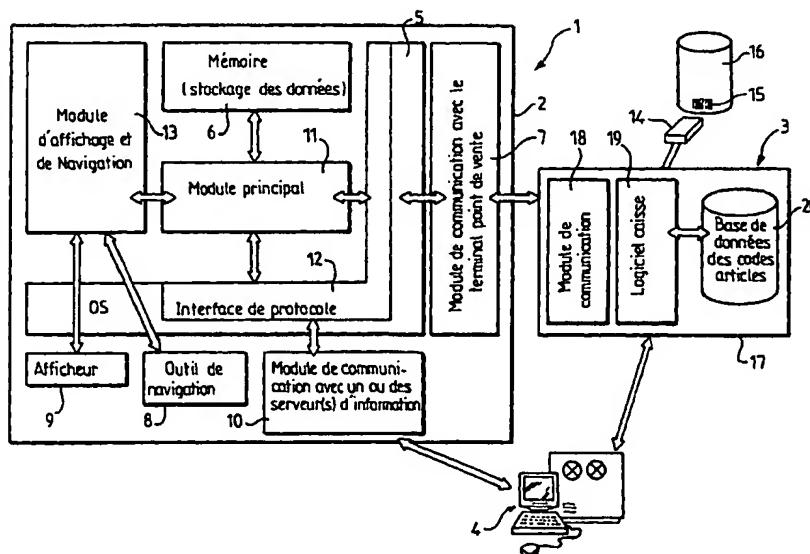 5
1
16
15
14
3
2
7
Mémoire
(stockage des données)
6
Module
d'affichage et
de Navigation
13
11
Module principal
12
OS
Interface de protocole
Module de communication avec le
terminal point de vente
18
Module de
communication
19
Logiciel caisse
Base de
données
des codes
articles
17
Afficheur
9
Outil de
navigation
8
Module de communi-
cation avec un ou des
serveur(s) d'information
10
4